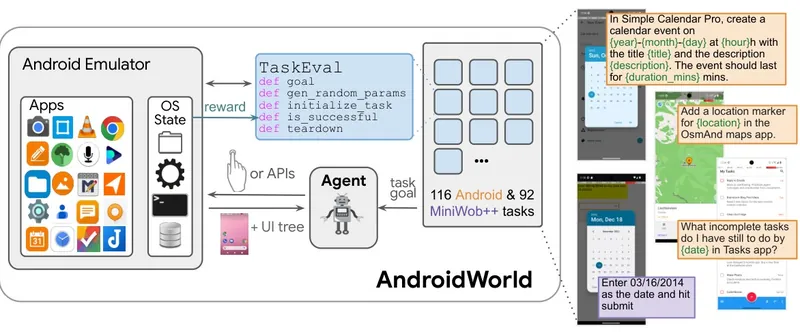 Android Emulator
Apps
31
OS
State
reward
TaskEval
def goal
def gen_random_params
def initialize_task
def is_successful
def teardown
or APIs
+ UI tree
Agent
task
goal
116 Android & 92
MiniWob++ tasks
AndroidWorld
In Simple Calendar Pro, create a
calendar event on
{year}-{month}-{day} at {hour}h with
the title {title} and the description
{description}. The event should last
for {duration_mins} mins.
Add a location marker
for {location} in the
OsmAnd maps app.
My Tasks
What incomplete tasks
do I have still to do by
{date} in Tasks app?
Mon, Dec 18
Enter 03/16/2014
as the date and hit
submit